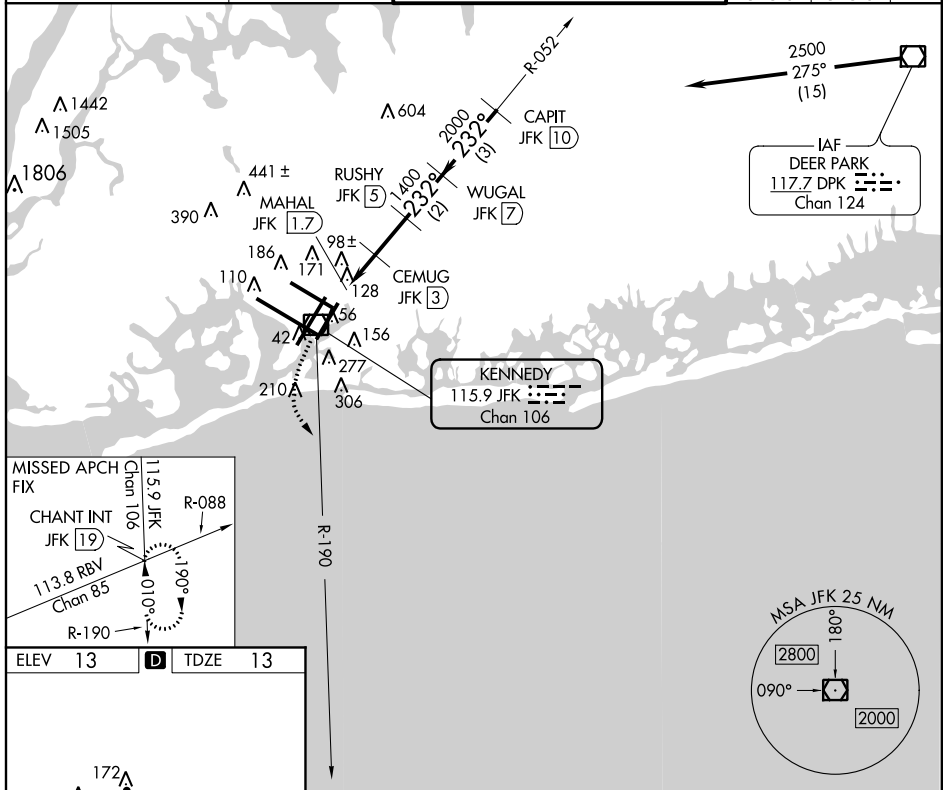 R-052
2500
275°
(15)
1442
1505
604
2000
232°
(3)
CAPIT
JFK 10
IAF
DEER PARK
117.7 DPK
Chan 124
1806
441 ±
RUSHY
JFK 5
1400
232°
(2)
WUGAL
JFK 7
390
MAHAL
JFK 1.7
186
171
98±
110
128
CEMUG
JFK 3
56
42
156
277
210
306
KENNEDY
115.9 JFK
Chan 106
R-190
MISSED APCH
FIX
Chan 106
115.9 JFK
R-088
CHANT INT
JFK 19
113.8 RBV
Chan 85
010°
190°
R-190
MSA JFK 25 NM
180°
2800
090°
2000
ELEV 13 D TDZE 13
172